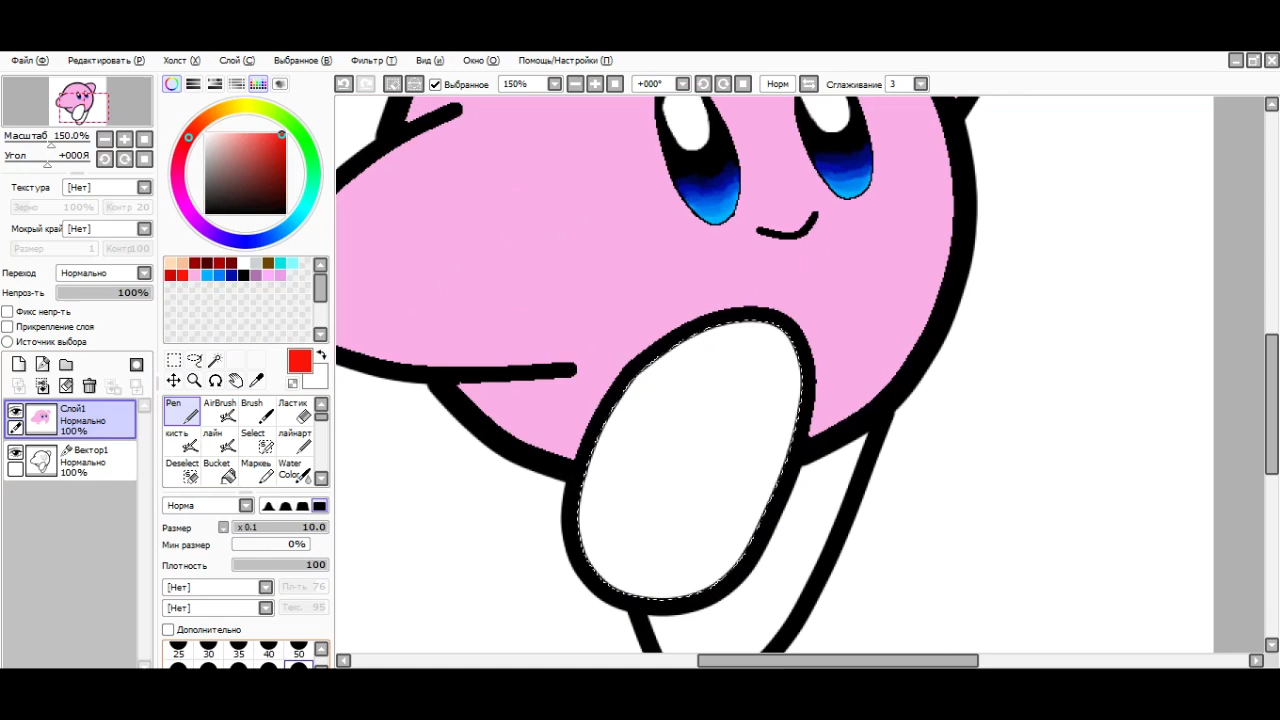 Файл (Ф) Редактировать (Р) Холст (Х) Слой (С) Выбранное (В) Фильтр (Т) Вид (и) Окно (О) Помощь/Настройки (П)
Выбранное 150% +000° Норм Сглаживание 3
Масштаб 150.0%
Угол +000Я
Текстура [Нет]
Зерно 100% Контр 20
Мокрый край [Нет]
Размер 1 Контр100
Переход Нормально
Непроз-ть 100%
Фикс непр-ть
Прикрепление слоя
Источник выбора
Слой1
Нормально
100%
Вектор1
Нормально
100%
Pen AirBrush Brush Ластик
кисть лайн Select лайнарт
Deselect Bucket Маркеь Water Color
Норма
Размер x 0.1 10.0
Мин размер 0%
Плотность 100
[Нет] Пл-ть 76
[Нет] Тек. 95
Дополнительно
25 30 35 40 50